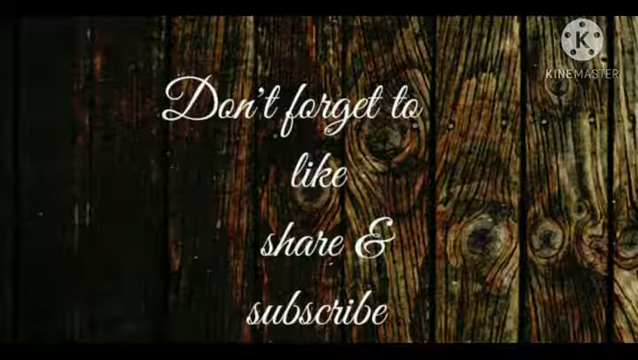 K
KINEMASTER
Don't forget to
like
share &
subscribe